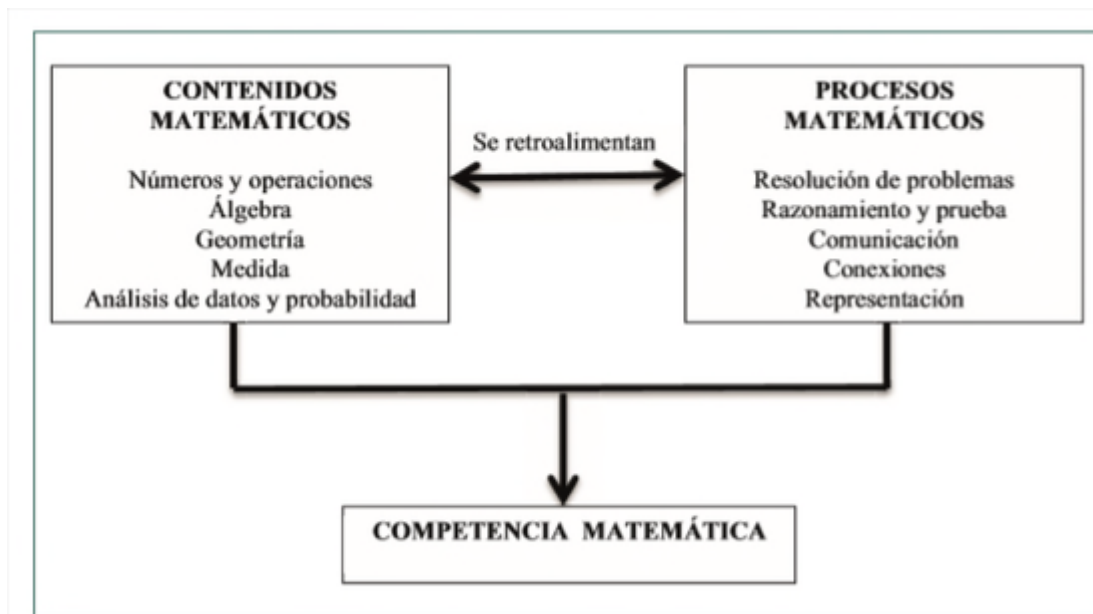 CONTENIDOS
MATEMÁTICOS
Números y operaciones
Álgebra
Geometría
Medida
Análisis de datos y probabilidad
Se retroalimentan
PROCESOS
MATEMÁTICOS
Resolución de problemas
Razonamiento y prueba
Comunicación
Conexiones
Representación
COMPETENCIA MATEMÁTICA